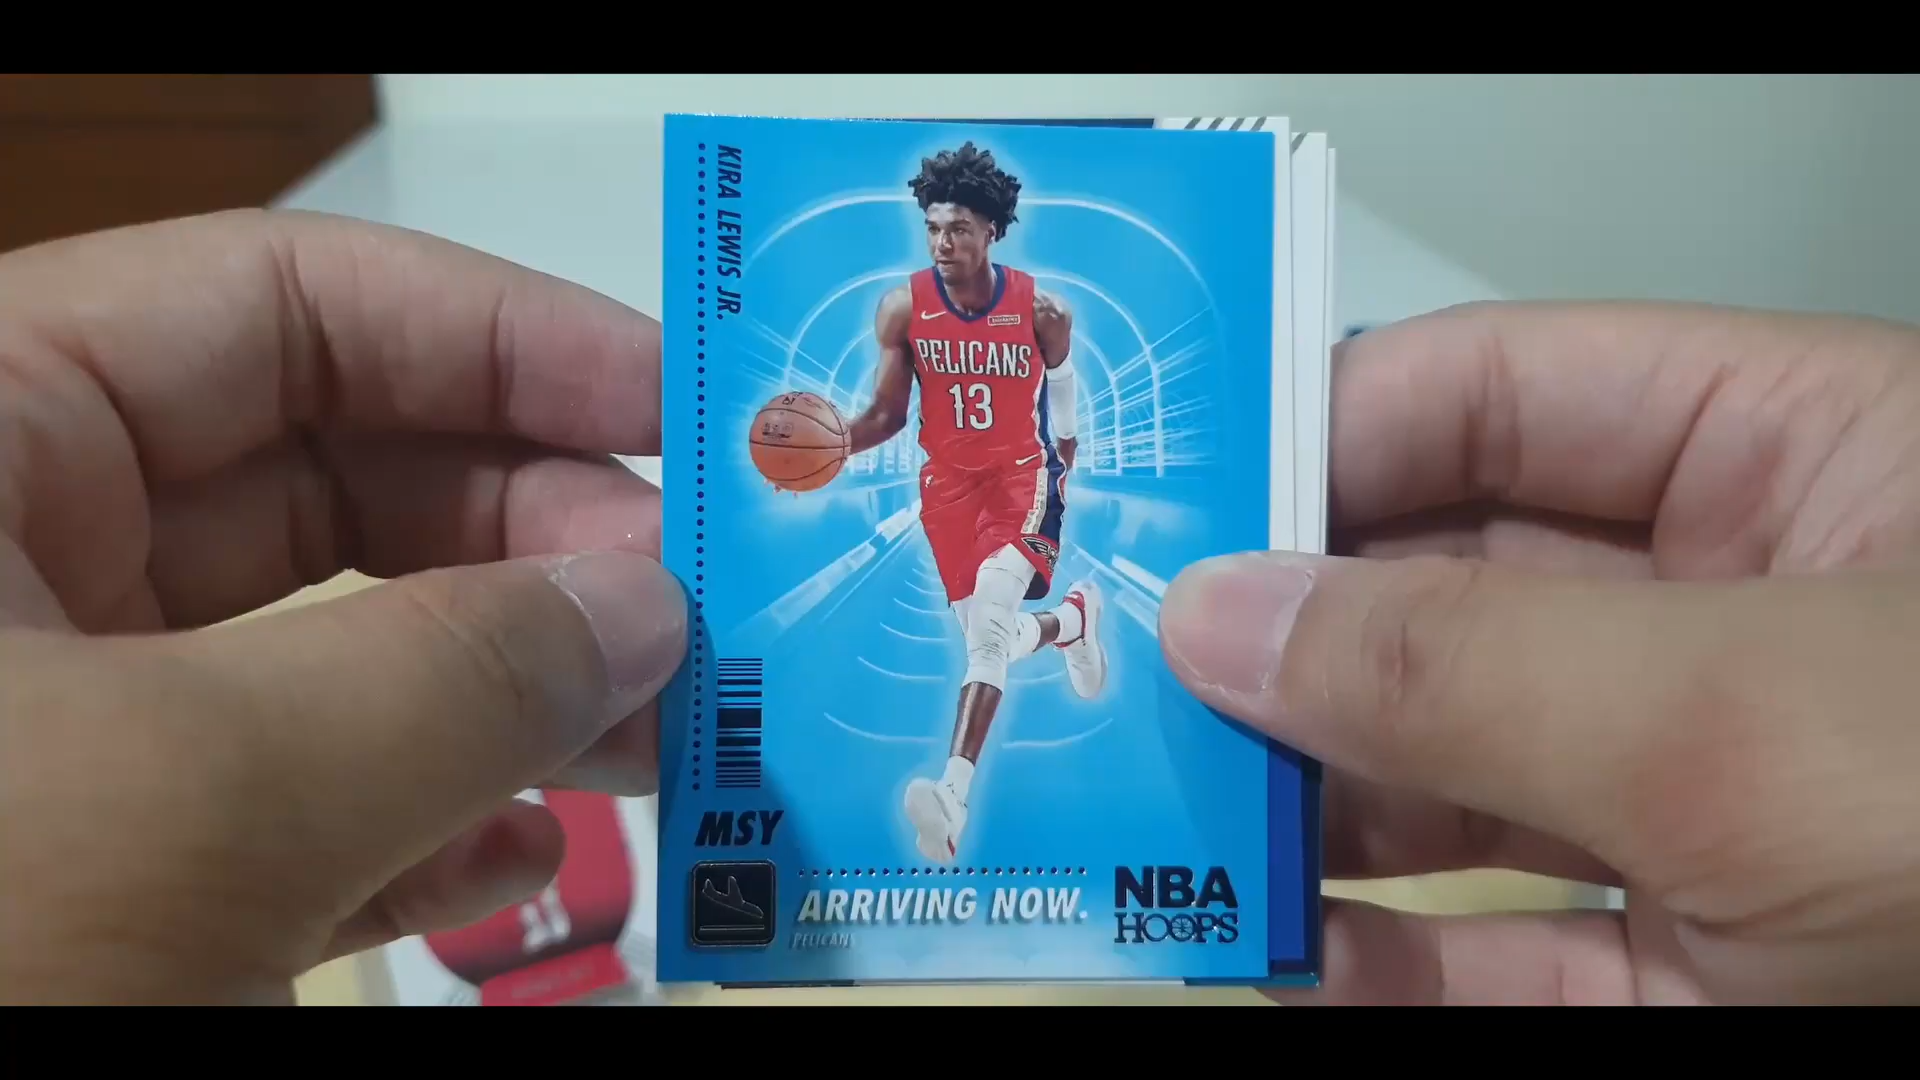 KIRA LEWIS JR.
PELICANS
13
MSY
ARRIVING NOW.
PELICANS
NBA
HOOPS